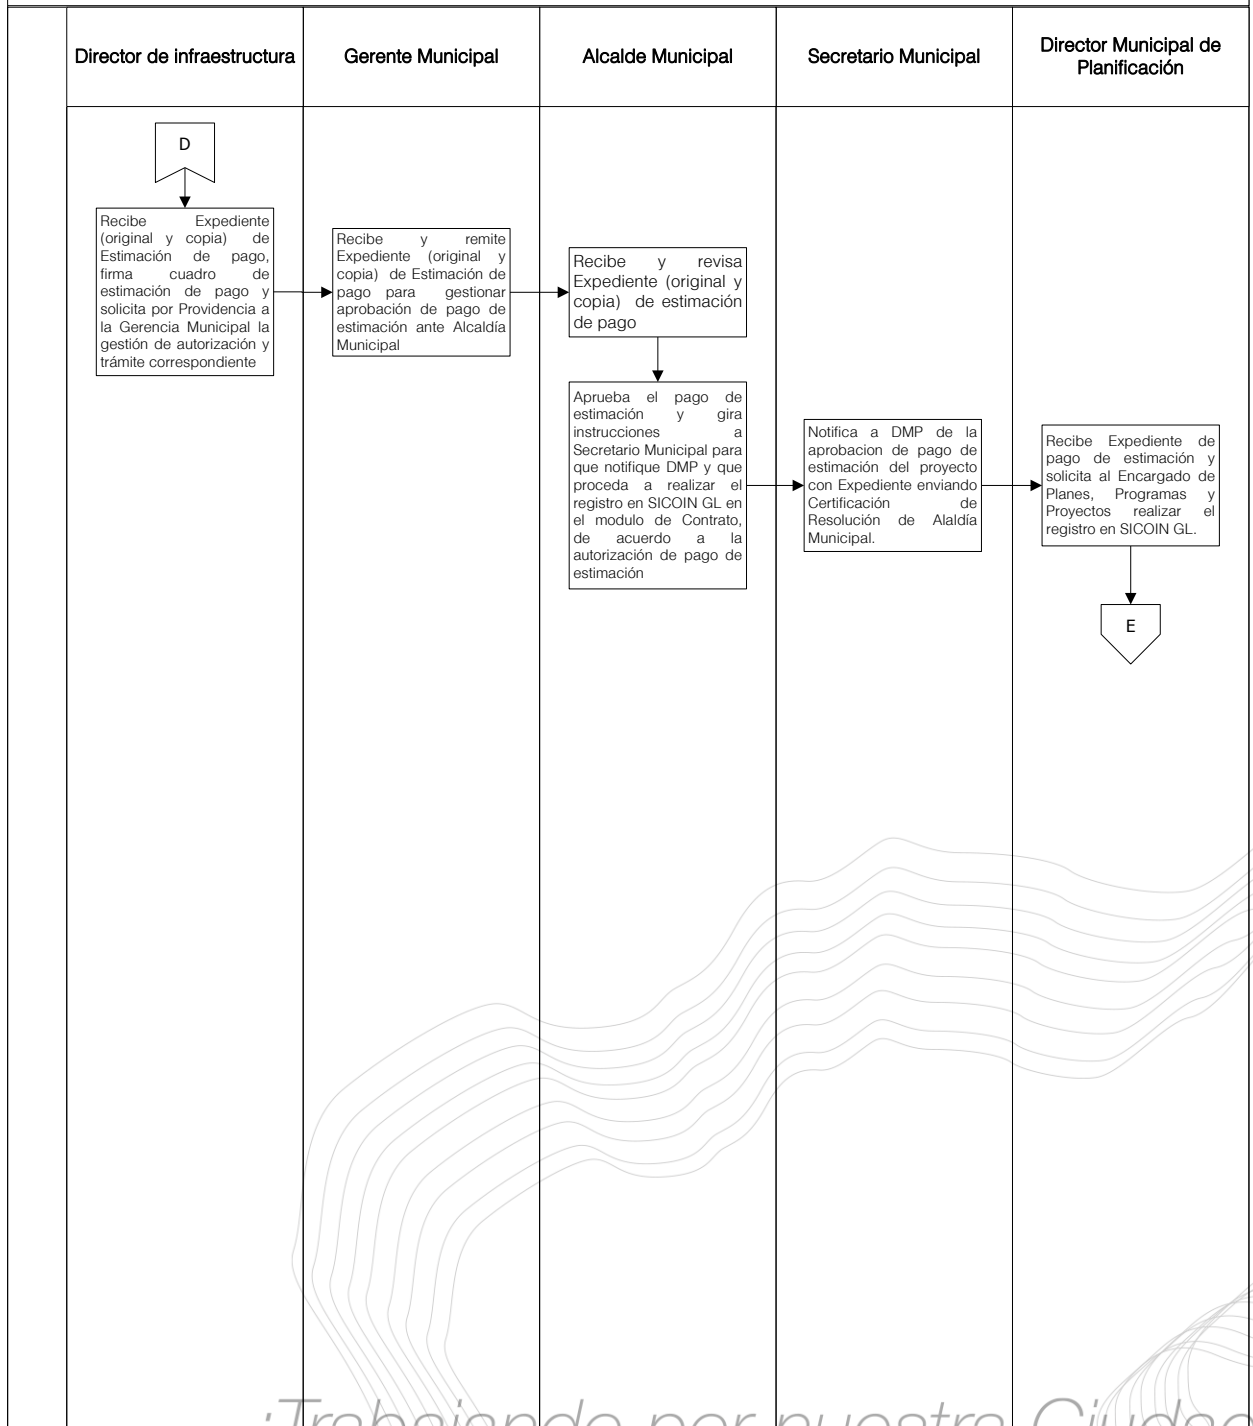 Director de infraestructura
Gerente Municipal
Alcalde Municipal
Secretario Municipal
Director Municipal de
Planificación
D
Recibe Expediente
(original y copia) de
Estimación de pago,
firma cuadro de
estimación de pago y
solicita por Providencia a
la Gerencia Municipal la
gestión de autorización y
trámite correspondiente
Recibe y remite
Expediente (original y
copia) de Estimación de
pago para gestionar
aprobación de pago de
estimación ante Alcaldía
Municipal
Recibe y revisa
Expediente (original y
copia) de estimación
de pago
Aprueba el pago de
estimación y gira
instrucciones a
Secretario Municipal para
que notifique DMP y que
proceda a realizar el
registro en SICOIN GL en
el modulo de Contrato,
de acuerdo a la
autorización de pago de
estimación
Notifica a DMP de la
aprobacion de pago de
estimación del proyecto
con Expediente enviando
Certificación de
Resolución de Alaldía
Municipal.
Recibe Expediente de
pago de estimación y
solicita al Encargado de
Planes, Programas y
Proyectos realizar el
registro en SICOIN GL.
E
¡Trabajando por nuestra Ciudad